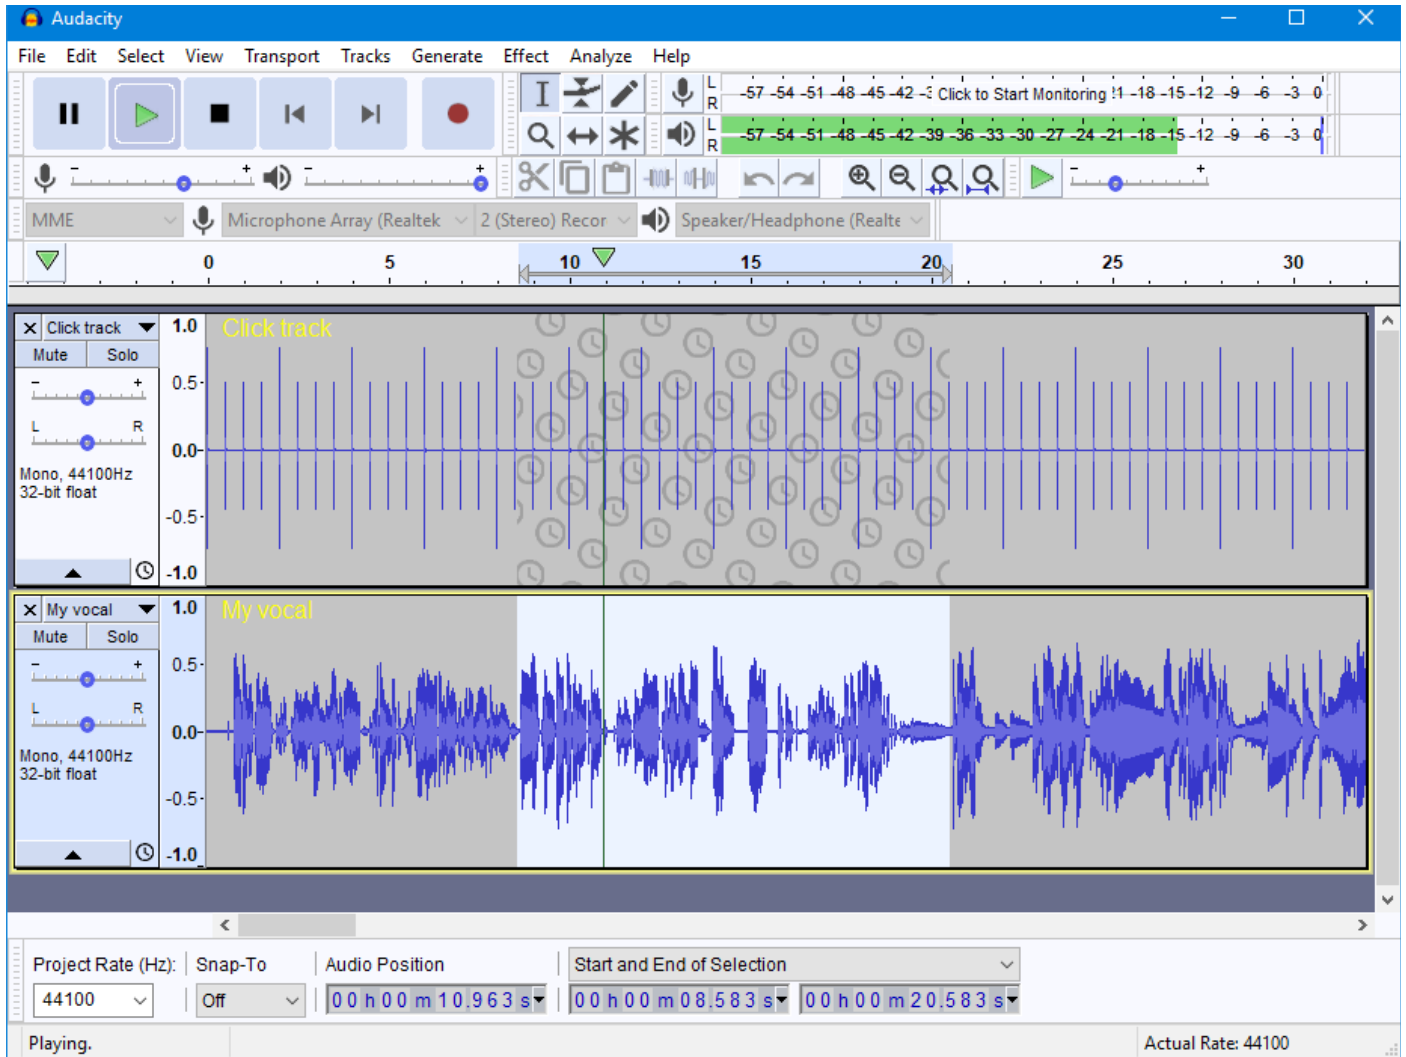 Audacity
File Edit Select View Transport Tracks Generate Effect Analyze Help
L R -57 -54 -51 -48 -45 -42 Click to Start Monitoring -18 -15 -12 -9 -6 -3 0
L R -57 -54 -51 -48 -45 -42 -39 -36 -33 -30 -27 -24 -21 -18 -15 -12 -9 -6 -3 0
- + - + - +
MME Microphone Array (Realtek 2 (Stereo) Recor Speaker/Headphone (Realte
0 5 10 15 20 25 30
Click track 1.0 Click track
Mute Solo
- + 0.5
L R
0.0
Mono, 44100Hz
32-bit float
-0.5
-1.0
My vocal 1.0 My vocal
Mute Solo
- + 0.5
L R
0.0
Mono, 44100Hz
32-bit float
-0.5
-1.0
Project Rate (Hz): Snap-To Audio Position Start and End of Selection
44100 Off 00 h 00 m 10.963 s 00 h 00 m 08.583 s 00 h 00 m 20.583 s
Playing. Actual Rate: 44100